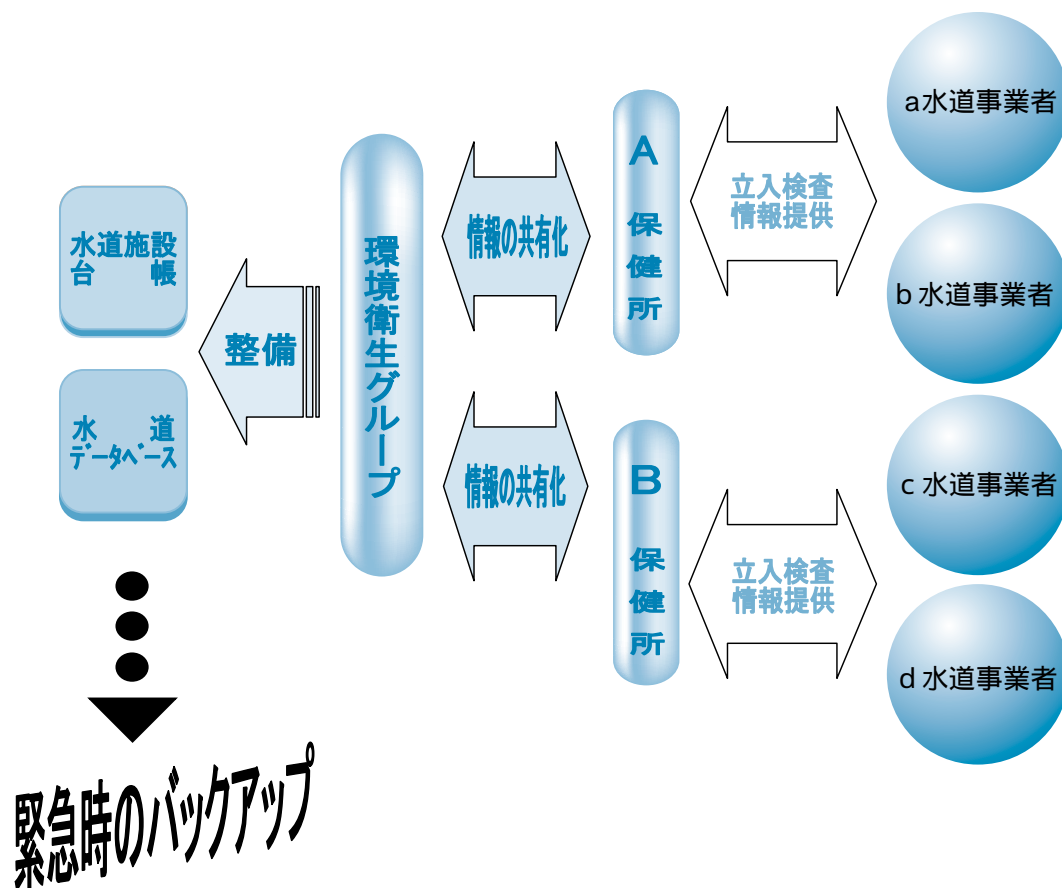 水道施設
台 帳
水 道
データベース
緊急時のバックアップ
整備
環境衛生グループ
情報の共有化
情報の共有化
A 保健所
B 保健所
立入検査
情報提供
立入検査
情報提供
a水道事業者
b 水道事業者
c 水道事業者
d 水道事業者